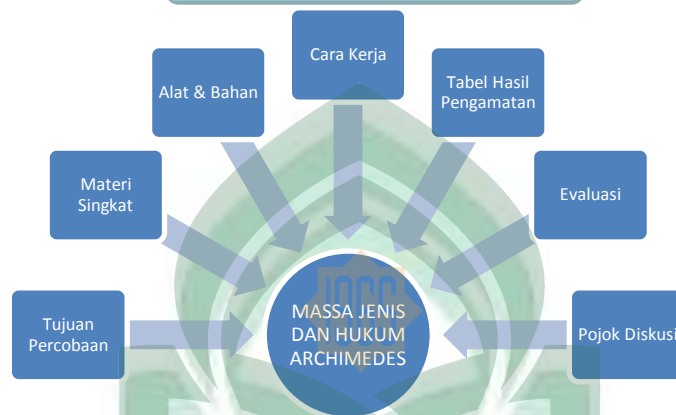 Cara Kerja
Alat & Bahan
Tabel Hasil
Pengamatan
Materi
Singkat
Evaluasi
Tujuan
Percobaan
MASSA JENIS
DAN HUKUM
ARCHIMEDES
Pojok Diskusi